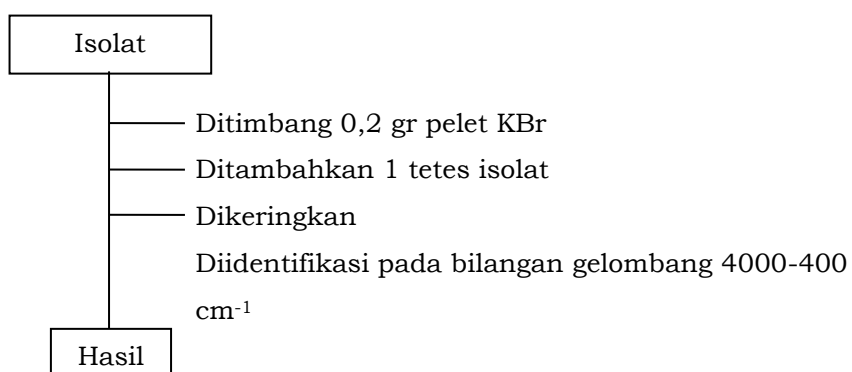 Isolat
Ditimbang 0,2 gr pelet KBr
Ditambahkan 1 tetes isolat
Dikeringkan
Diidentifikasi pada bilangan gelombang 4000-400
cm-1
Hasil